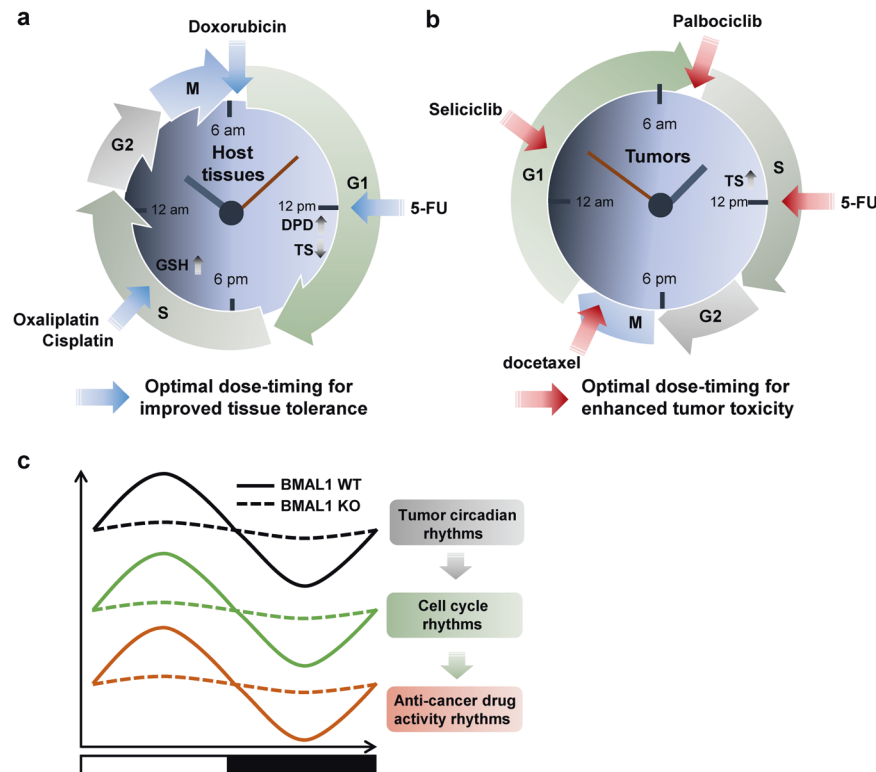 a
Doxorubicin
M
6 am
G2
Host
tissues
G1
12 am
12 pm
5-FU
DPD
TS
GSH
6 pm
S
Oxaliplatin
Cisplatin
Optimal dose-timing for
improved tissue tolerance
b
Palbociclib
Seliciclib
6 am
Tumors
TS
S
G1
12 am
12 pm
5-FU
6 pm
M
G2
docetaxel
Optimal dose-timing for
enhanced tumor toxicity
c
BMAL1 WT
BMAL1 KO
Tumor circadian
rhythms
Cell cycle
rhythms
Anti-cancer drug
activity rhythms